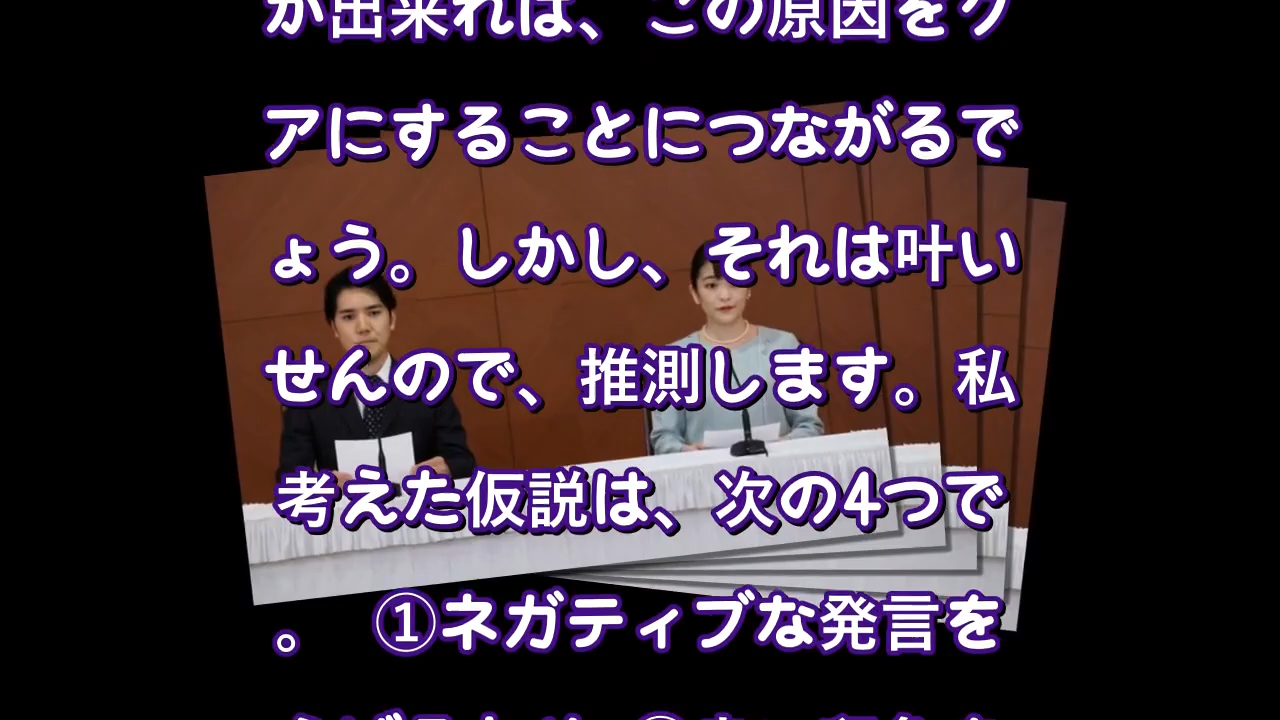 が出来れば、この原因をク
アにすることにつながるで
ょう。しかし、それは叶い
せんので、推測します。私
考えた仮説は、次の4つで
。　①ネガティブな発言を